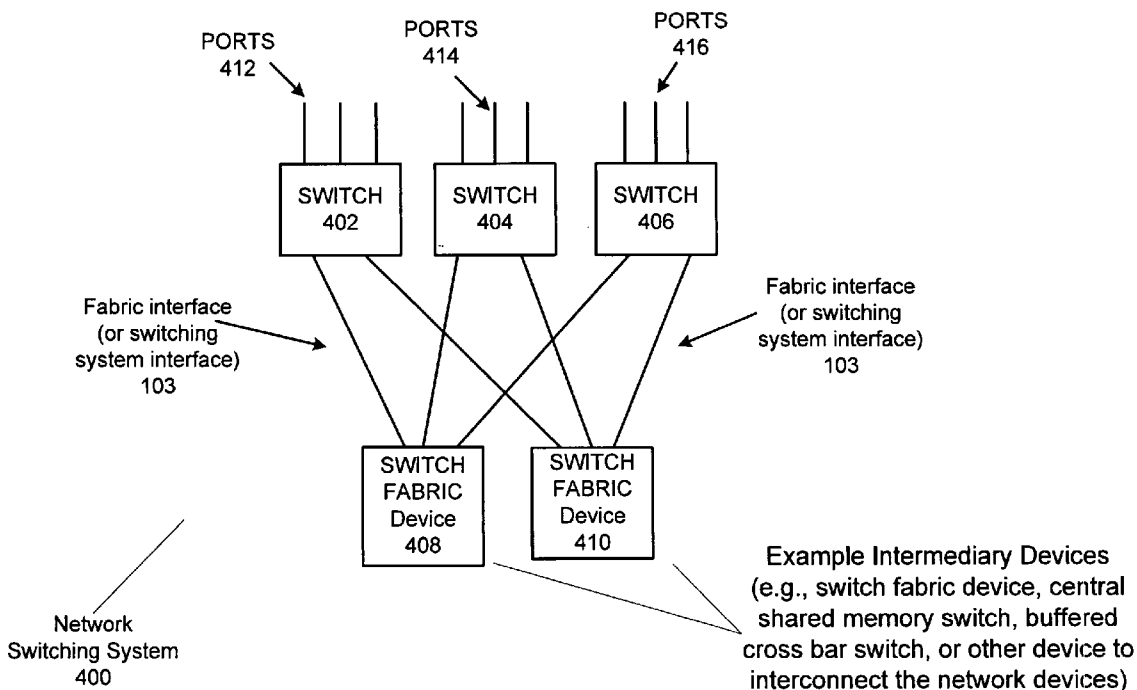 PORTS
412
PORTS
414
PORTS
416
SWITCH
402
SWITCH
404
SWITCH
406
Fabric interface
(or switching
system interface)
103
Fabric interface
(or switching
system interface)
103
SWITCH
FABRIC
Device
408
SWITCH
FABRIC
Device
410
Network
Switching System
400
Example Intermediary Devices
(e.g., switch fabric device, central
shared memory switch, buffered
cross bar switch, or other device to
interconnect the network devices)